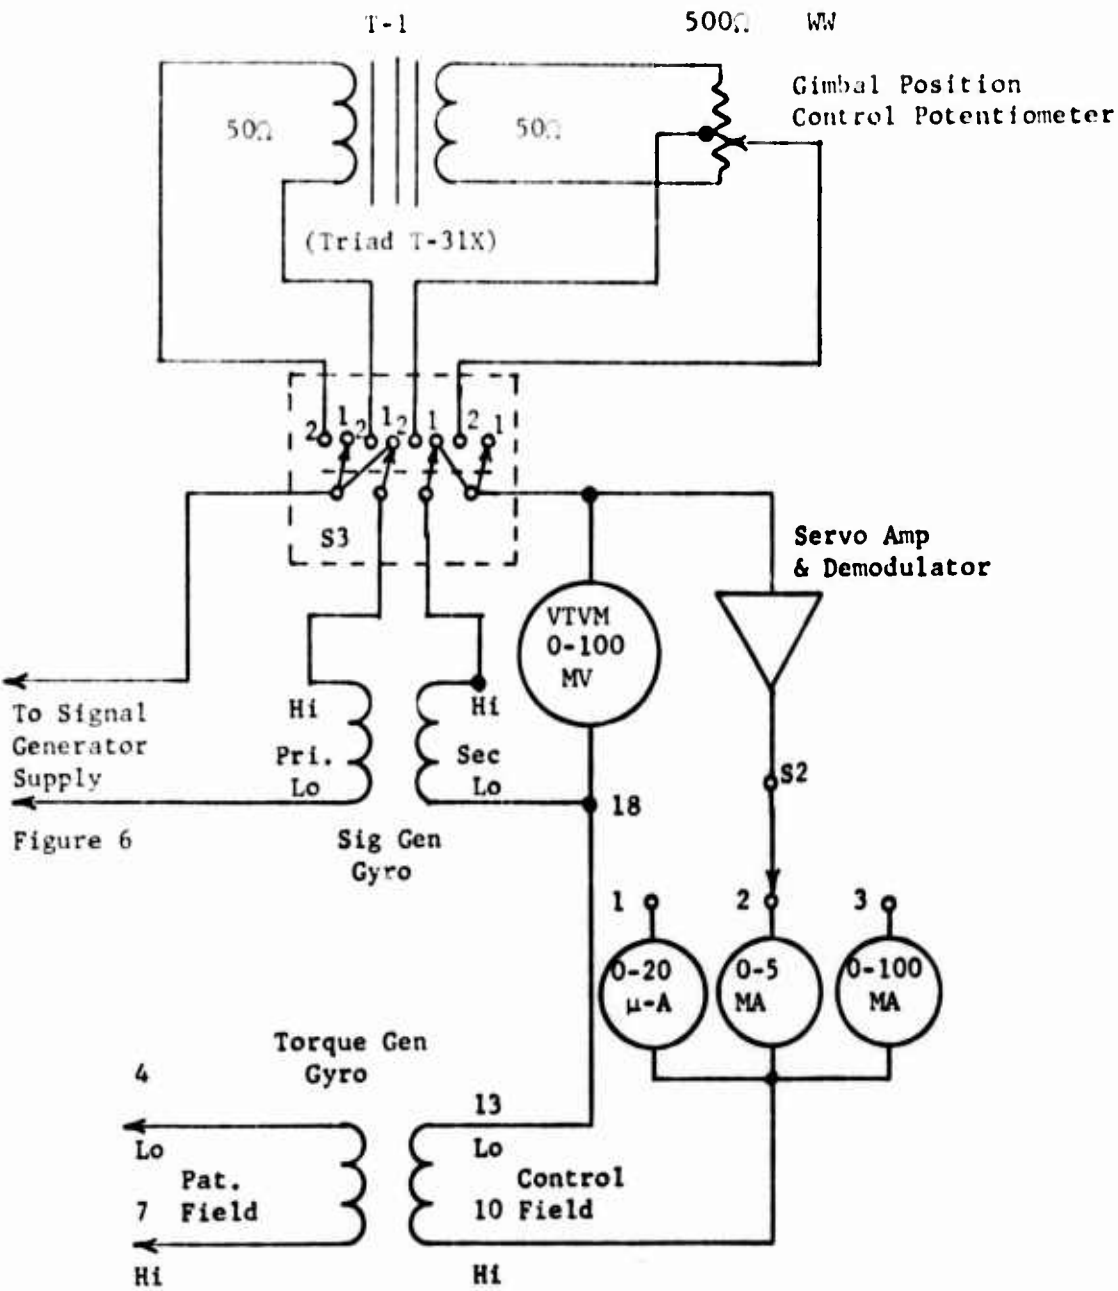 T-1
500Ω WW
Gimbal Position
Control Potentiometer
50Ω
50Ω
(Triad T-31X)
2 1 2 1 2 1 2 1
S3
Servo Amp
& Demodulator
VTVM
0-100
MV
To Signal
Generator
Supply
Figure 6
Hi
Pri.
Lo
Hi
Sec
Lo
Sig Gen
Gyro
18
S2
1
2
3
0-20
μ-A
0-5
MA
0-100
MA
Torque Gen
Gyro
4
Lo
Pat.
Field
7
Hi
13
Lo
Control
Field
10
Hi